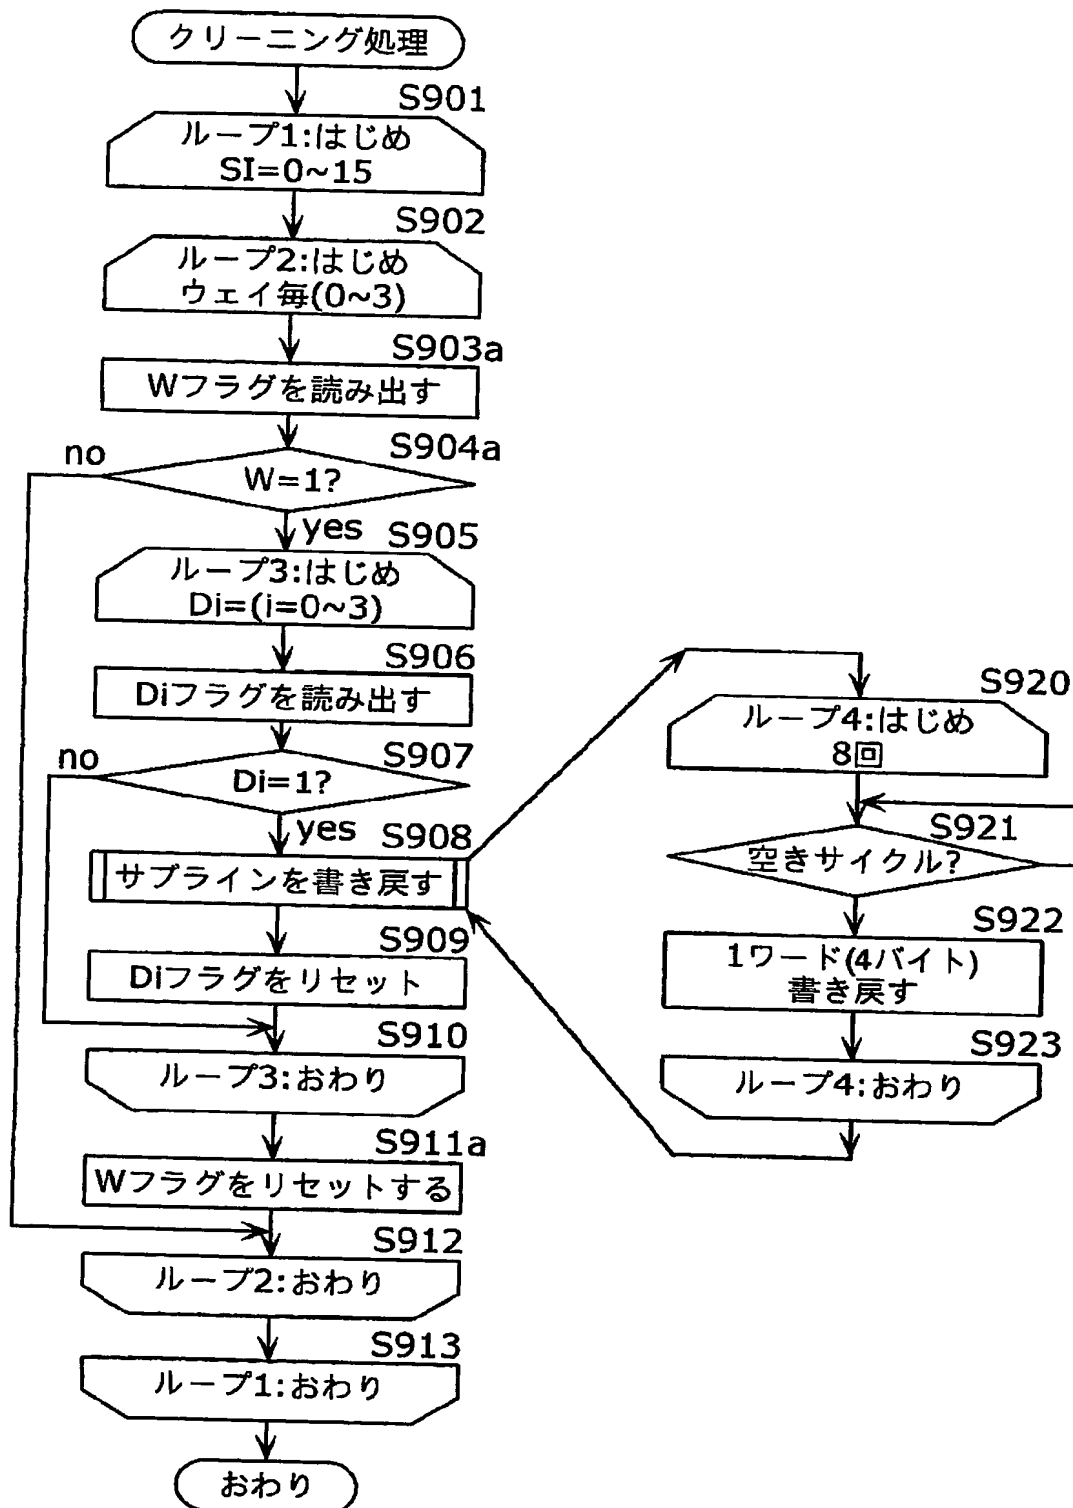 クリーニング処理
S901
ループ1:はじめ
SI=0~15
S902
ループ2:はじめ
ウェイ毎(0~3)
S903a
Wフラグを読み出す
S904a
no
W=1?
yes
S905
ループ3:はじめ
Di=(i=0~3)
S906
Diフラグを読み出す
S907
no
Di=1?
yes
S908
サブラインを書き戻す
S909
Diフラグをリセット
S910
ループ3:おわり
S911a
Wフラグをリセットする
S912
ループ2:おわり
S913
ループ1:おわり
おわり
S920
ループ4:はじめ
8回
S921
空きサイクル?
S922
1ワード(4バイト)
書き戻す
S923
ループ4:おわり